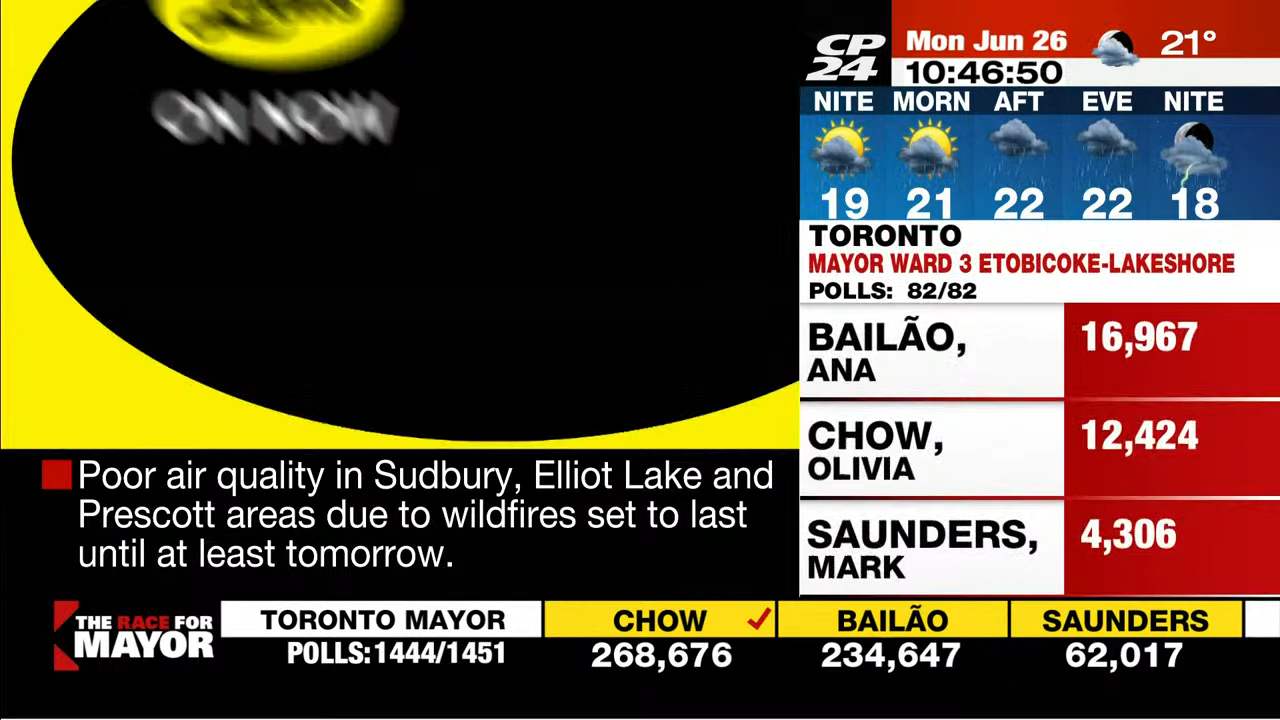 ON NOW
CP
24
Mon Jun 26
21°
10:46:50
NITE MORN AFT EVE NITE
19 21 22 22 18
TORONTO
MAYOR WARD 3 ETOBICOKE-LAKESHORE
POLLS: 82/82
BAILÃO,
ANA
16,967
CHOW,
OLIVIA
12,424
SAUNDERS,
MARK
4,306
Poor air quality in Sudbury, Elliot Lake and
Prescott areas due to wildfires set to last
until at least tomorrow.
THE RACE FOR
MAYOR
TORONTO MAYOR
POLLS:1444/1451
CHOW
268,676
BAILÃO
234,647
SAUNDERS
62,017